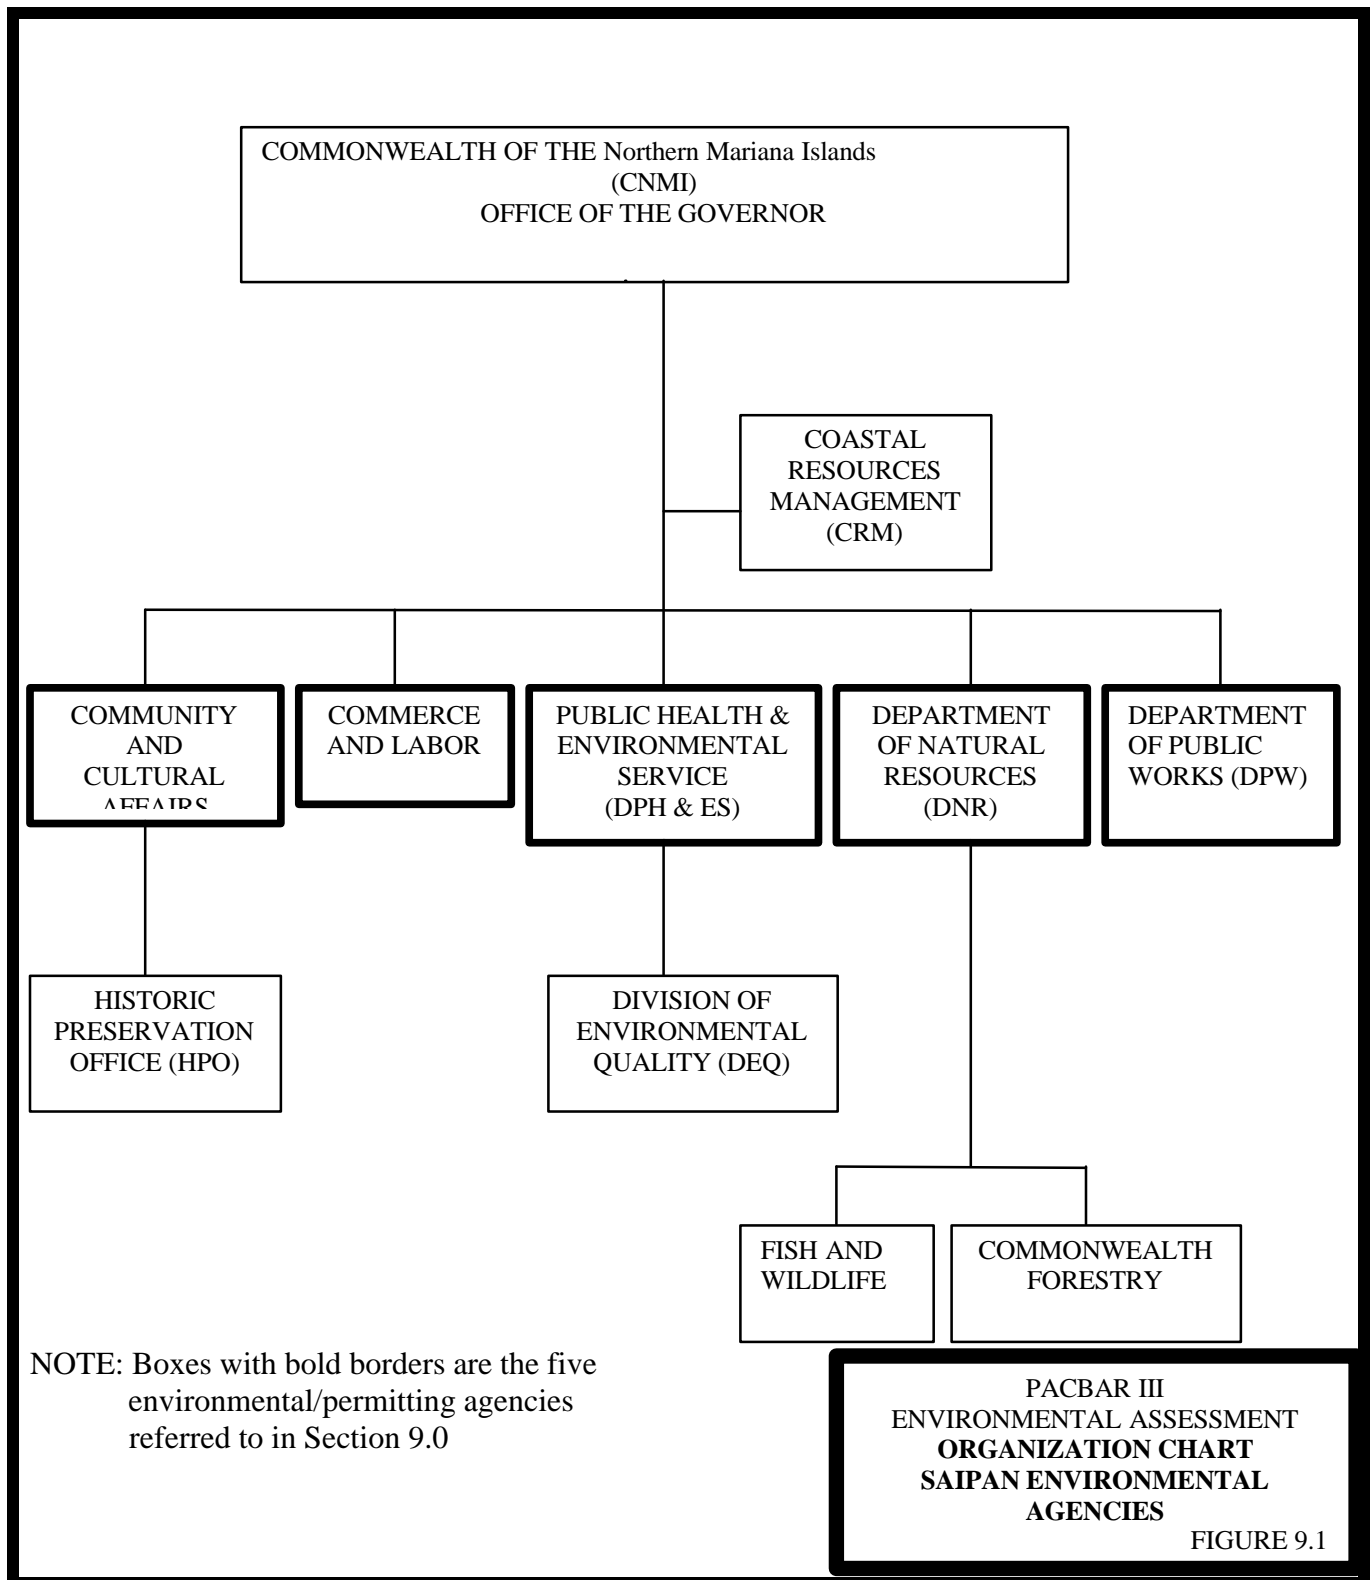 COMMONWEALTH OF THE Northern Mariana Islands
(CNMI)
OFFICE OF THE GOVERNOR
COASTAL
RESOURCES
MANAGEMENT
(CRM)
COMMUNITY
AND
CULTURAL
AFFAIRS
COMMERCE
AND LABOR
PUBLIC HEALTH &
ENVIRONMENTAL
SERVICE
(DPH & ES)
DEPARTMENT
OF NATURAL
RESOURCES
(DNR)
DEPARTMENT
OF PUBLIC
WORKS (DPW)
HISTORIC
PRESERVATION
OFFICE (HPO)
DIVISION OF
ENVIRONMENTAL
QUALITY (DEQ)
FISH AND
WILDLIFE
COMMONWEALTH
FORESTRY
NOTE: Boxes with bold borders are the five
environmental/permitting agencies
referred to in Section 9.0
PACBAR III
ENVIRONMENTAL ASSESSMENT
ORGANIZATION CHART
SAIPAN ENVIRONMENTAL
AGENCIES
FIGURE 9.1